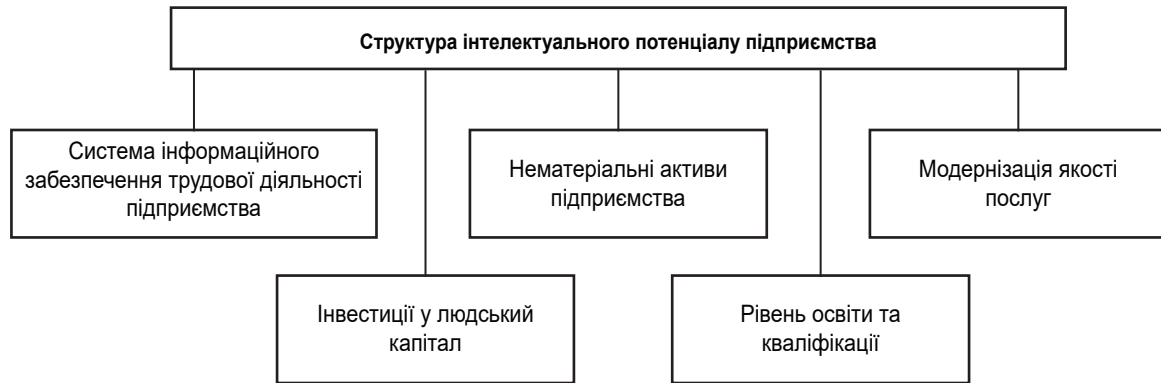 Структура інтелектуального потенціалу підприємства
Система інформаційного
забезпечення трудової діяльності
підприємства
Нематеріальні активи
підприємства
Модернізація якості
послуг
Інвестиції у людський
капітал
Рівень освіти та
кваліфікації